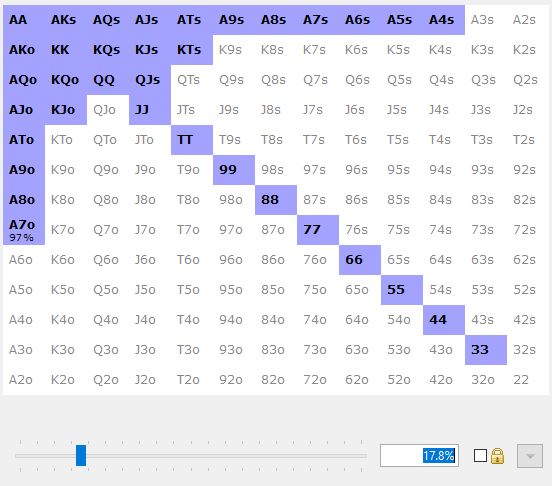 AA AKs AQs AJs ATs A9s A8s A7s A6s A5s A4s A3s A2s
AKo KK KQs KJs KTs K9s K8s K7s K6s K5s K4s K3s K2s
AQo KQo QQ QJs QTs Q9s Q8s Q7s Q6s Q5s Q4s Q3s Q2s
AJo KJo QJo JJ JTs J9s J8s J7s J6s J5s J4s J3s J2s
ATo KTo QTo JTo TT T9s T8s T7s T6s T5s T4s T3s T2s
A9o K9o Q9o J9o T9o 99 98s 97s 96s 95s 94s 93s 92s
A8o K8o Q8o J8o T8o 98o 88 87s 86s 85s 84s 83s 82s
A7o K7o Q7o J7o T7o 97o 87o 77 76s 75s 74s 73s 72s
97%
A6o K6o Q6o J6o T6o 96o 86o 76o 66 65s 64s 63s 62s
A5o K5o Q5o J5o T5o 95o 85o 75o 65o 55 54s 53s 52s
A4o K4o Q4o J4o T4o 94o 84o 74o 64o 54o 44 43s 42s
A3o K3o Q3o J3o T3o 93o 83o 73o 63o 53o 43o 33 32s
A2o K2o Q2o J2o T2o 92o 82o 72o 62o 52o 42o 32o 22
17.8%